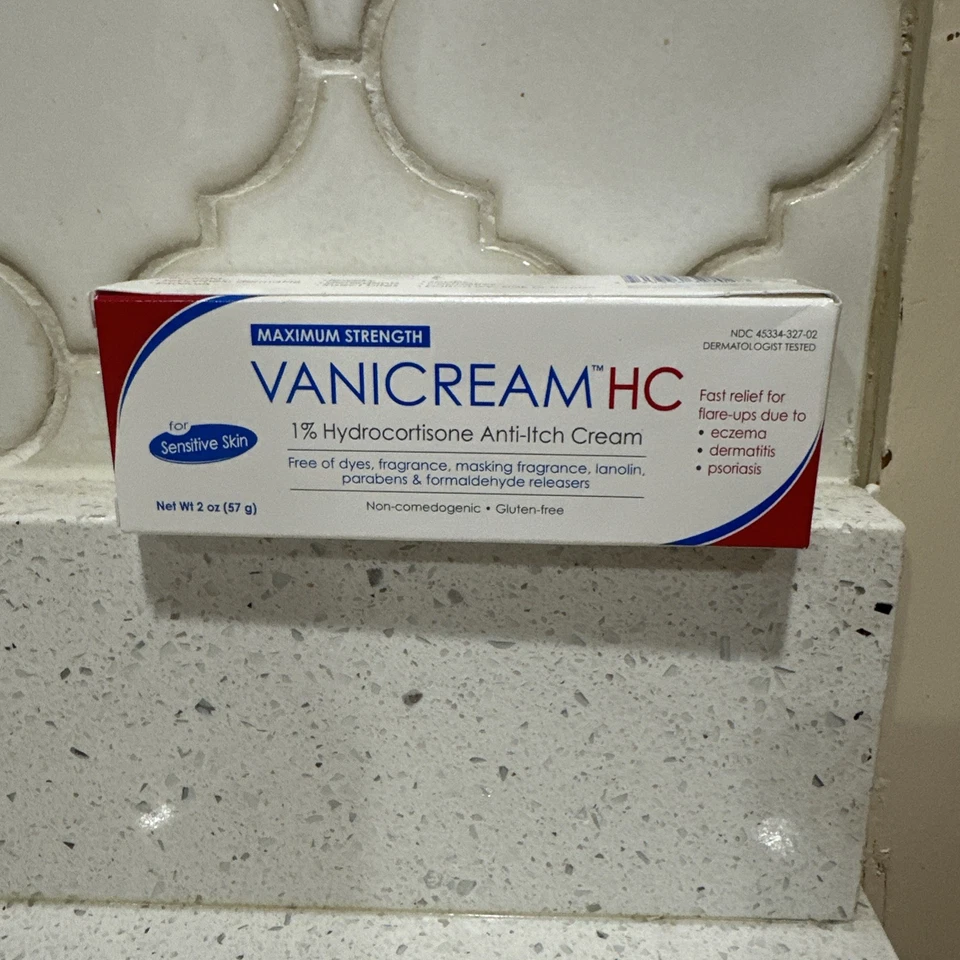 MAXIMUM STRENGTH
VANICREAM™ HC
1% Hydrocortisone Anti-Itch Cream
Free of dyes, fragrance, masking fragrance, lanolin,
parabens & formaldehyde releasers
Non-comedogenic • Gluten-free
for
Sensitive Skin
Net Wt 2 oz (57 g)
NDC 45334-327-02
DERMATOLOGIST TESTED
Fast relief for
flare-ups due to
• eczema
• dermatitis
• psoriasis